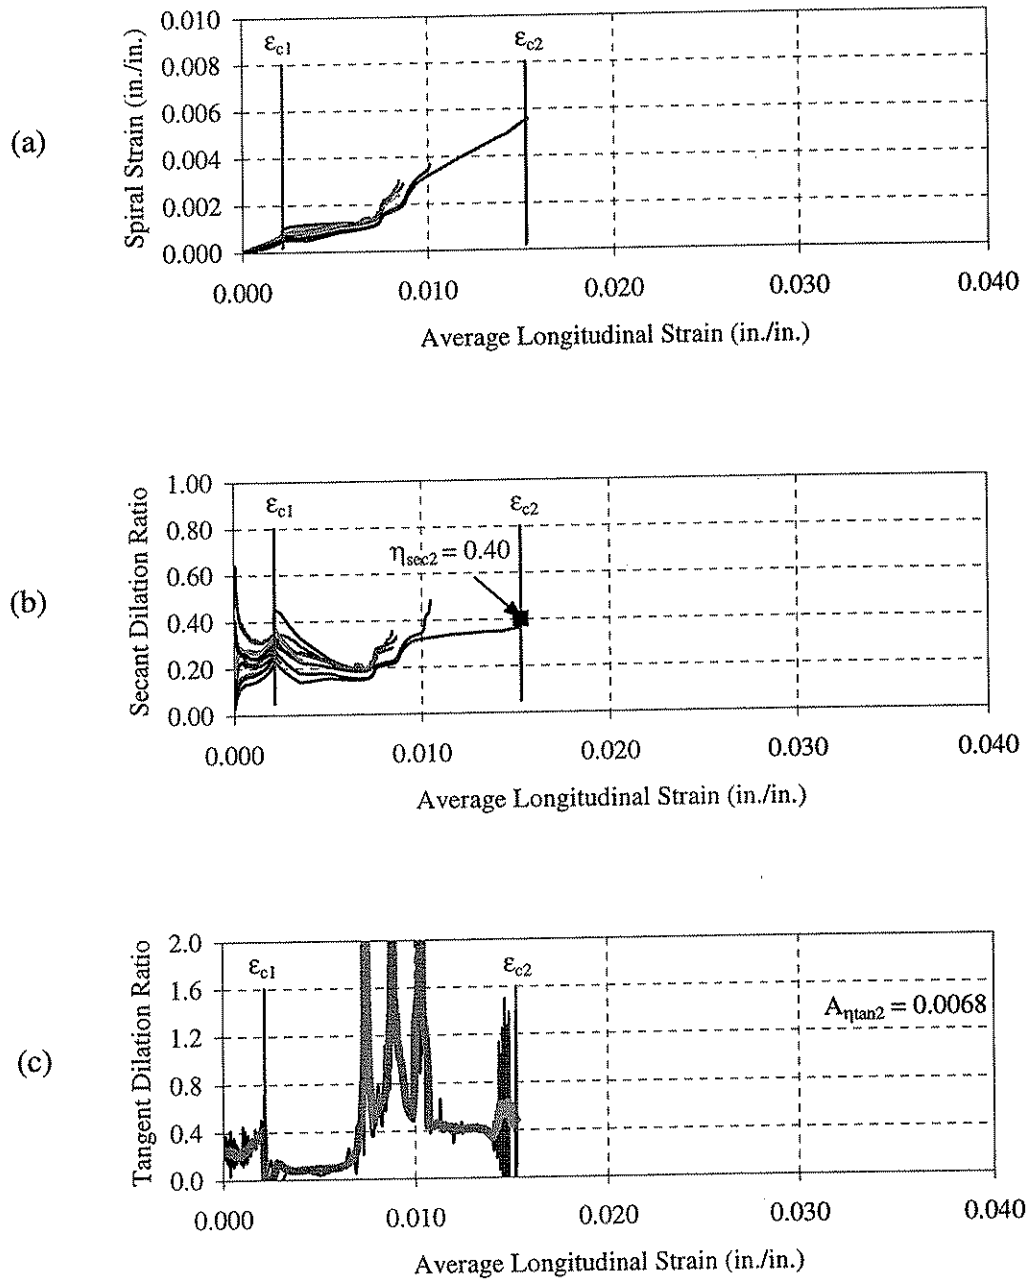 (a)
Spiral Strain (in./in.)
0.010
0.008
0.006
0.004
0.002
0.000
εc1
εc2
0.000 0.010 0.020 0.030 0.040
Average Longitudinal Strain (in./in.)
(b)
Secant Dilation Ratio
1.00
0.80
0.60
0.40
0.20
0.00
εc1
εc2
ηsec2 = 0.40
0.000 0.010 0.020 0.030 0.040
Average Longitudinal Strain (in./in.)
(c)
Tangent Dilation Ratio
2.0
1.6
1.2
0.8
0.4
0.0
εc1
εc2
Aηtan2 = 0.0068
0.000 0.010 0.020 0.030 0.040
Average Longitudinal Strain (in./in.)